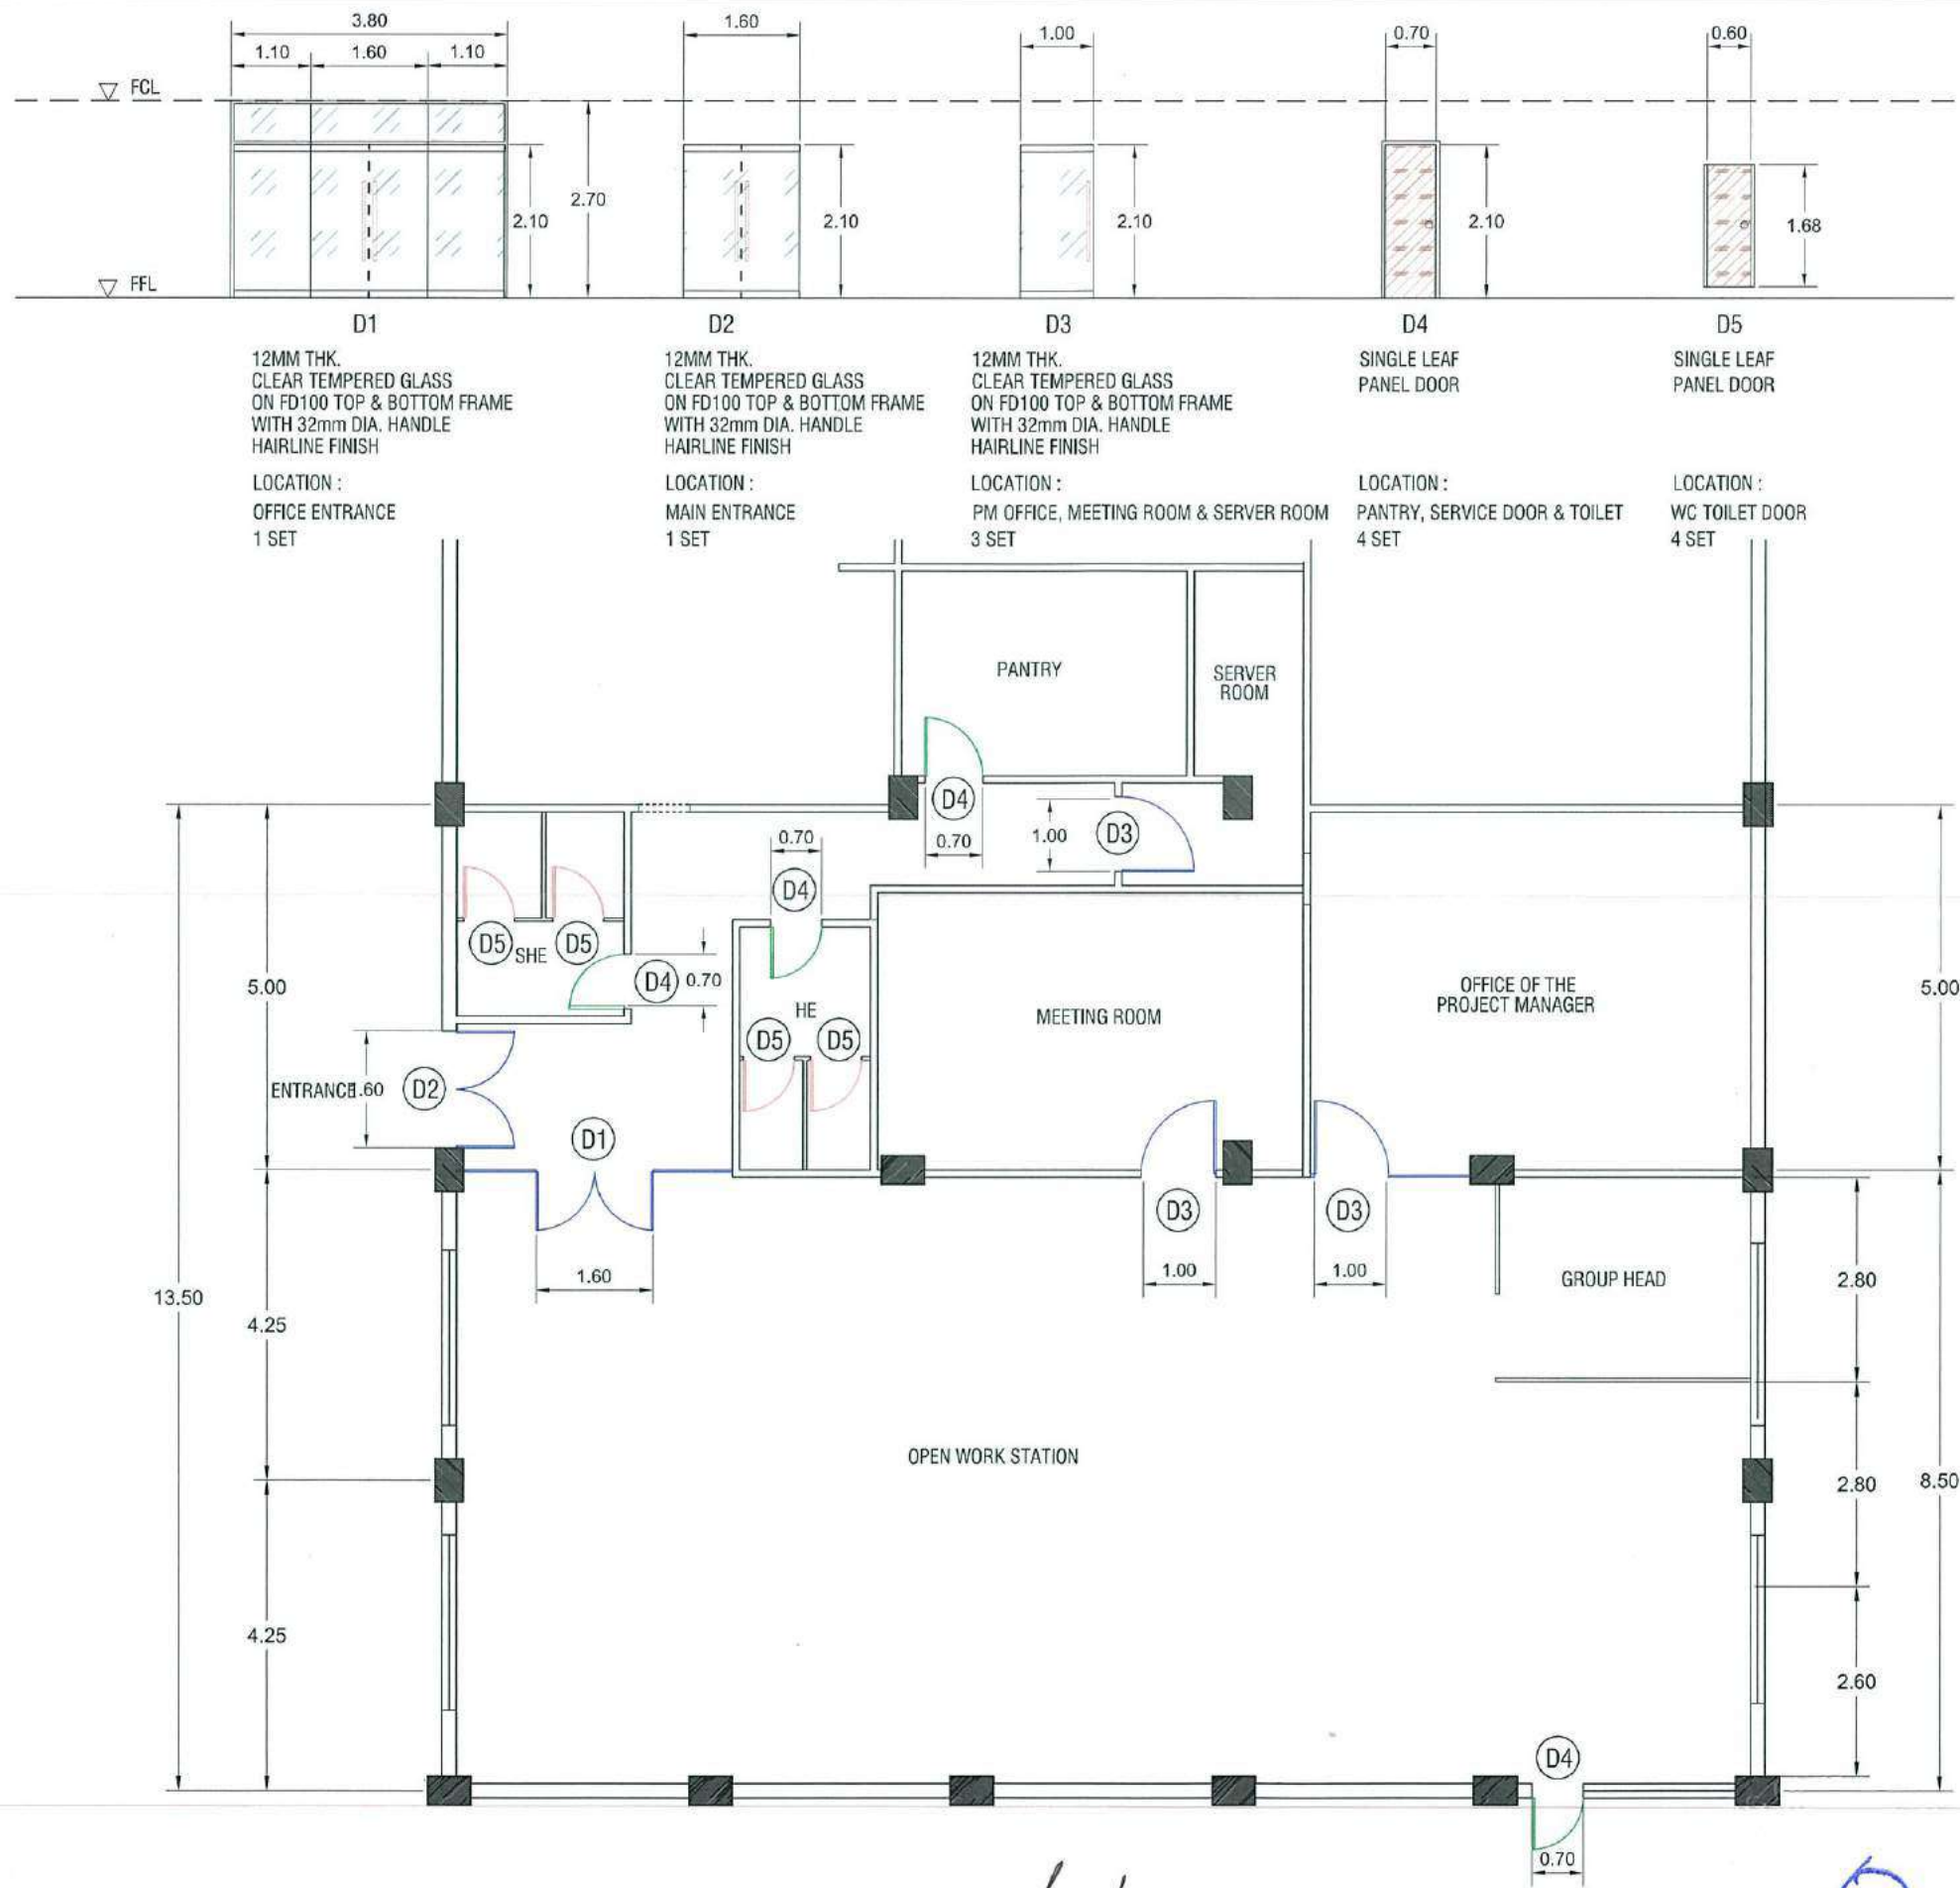 3.80
1.60
1.00
0.70
0.60
1.10
1.60
1.10
FCL
2.10
2.70
2.10
2.10
2.10
1.68
FFL
D1
D2
D3
D4
D5
12MM THK.
CLEAR TEMPERED GLASS
ON FD100 TOP & BOTTOM FRAME
WITH 32mm DIA. HANDLE
HAIRLINE FINISH
LOCATION :
OFFICE ENTRANCE
1 SET
12MM THK.
CLEAR TEMPERED GLASS
ON FD100 TOP & BOTTOM FRAME
WITH 32mm DIA. HANDLE
HAIRLINE FINISH
LOCATION :
MAIN ENTRANCE
1 SET
12MM THK.
CLEAR TEMPERED GLASS
ON FD100 TOP & BOTTOM FRAME
WITH 32mm DIA. HANDLE
HAIRLINE FINISH
LOCATION :
PM OFFICE, MEETING ROOM & SERVER ROOM
3 SET
SINGLE LEAF
PANEL DOOR
LOCATION :
PANTRY, SERVICE DOOR & TOILET
4 SET
SINGLE LEAF
PANEL DOOR
LOCATION :
WC TOILET DOOR
4 SET
PANTRY
SERVER
ROOM
D4
0.70
1.00
D3
0.70
D4
D5
SHE
D5
D4
0.70
5.00
HE
D5
D5
MEETING ROOM
OFFICE OF THE
PROJECT MANAGER
5.00
ENTRANCE
.60
D2
D1
D3
D3
1.60
1.00
1.00
GROUP HEAD
2.80
13.50
4.25
OPEN WORK STATION
2.80
8.50
4.25
2.60
D4
0.70